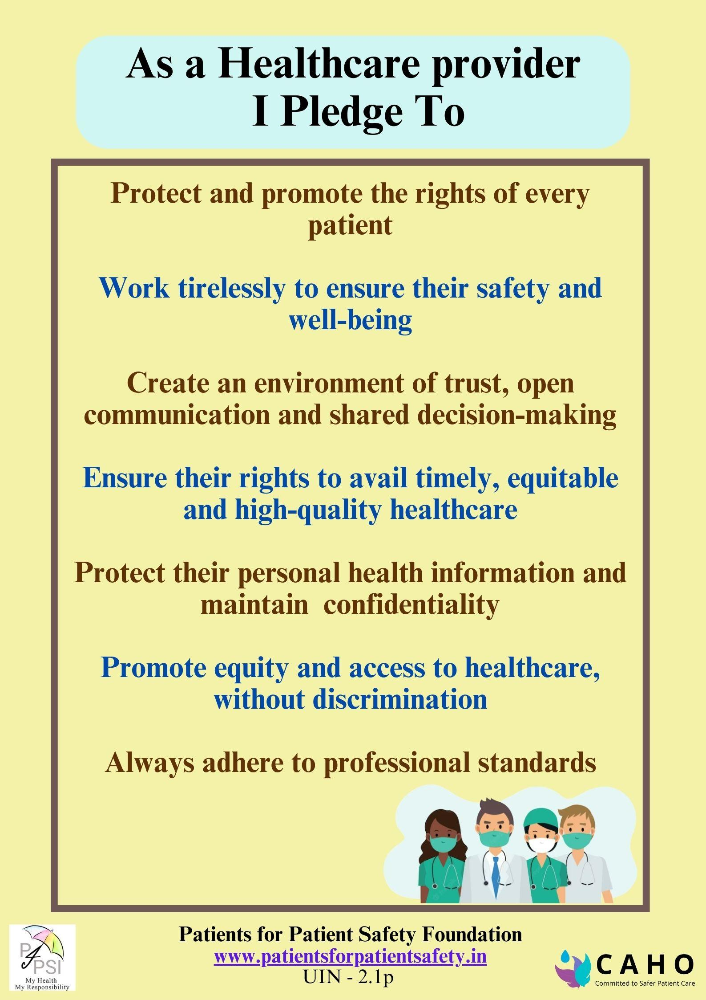 As a Healthcare provider
I Pledge To
Protect and promote the rights of every
patient
Work tirelessly to ensure their safety and
well-being
Create an environment of trust, open
communication and shared decision-making
Ensure their rights to avail timely, equitable
and high-quality healthcare
Protect their personal health information and
maintain  confidentiality
Promote equity and access to healthcare,
without discrimination
Always adhere to professional standards
P4PSI
My Health
My Responsibility
Patients for Patient Safety Foundation
www.patientsforpatientsafety.in
UIN - 2.1p
CAHO
Committed to Safer Patient Care